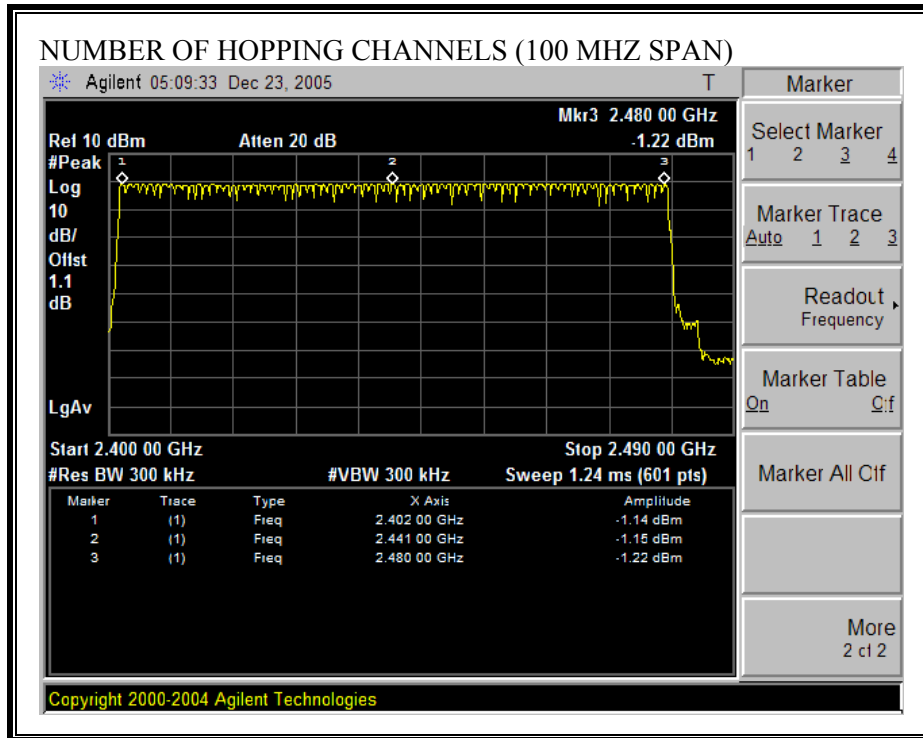 NUMBER OF HOPPING CHANNELS (100 MHZ SPAN)
Agilent 05:09:33 Dec 23, 2005 T
Mkr3 2.480 00 GHz
Ref 10 dBm Atten 20 dB -1.22 dBm
#Peak
Log
10
dB/
Offst
1.1
dB
LgAv
1 2 3
Start 2.400 00 GHz Stop 2.490 00 GHz
#Res BW 300 kHz #VBW 300 kHz Sweep 1.24 ms (601 pts)
Marker Trace Type X Axis Amplitude
1 (1) Freq 2.402 00 GHz -1.14 dBm
2 (1) Freq 2.441 00 GHz -1.15 dBm
3 (1) Freq 2.480 00 GHz -1.22 dBm
Copyright 2000-2004 Agilent Technologies
Marker
Select Marker
1 2 3 4
Marker Trace
Auto 1 2 3
Readout
Frequency
Marker Table
On Off
Marker All Off
More
2 of 2